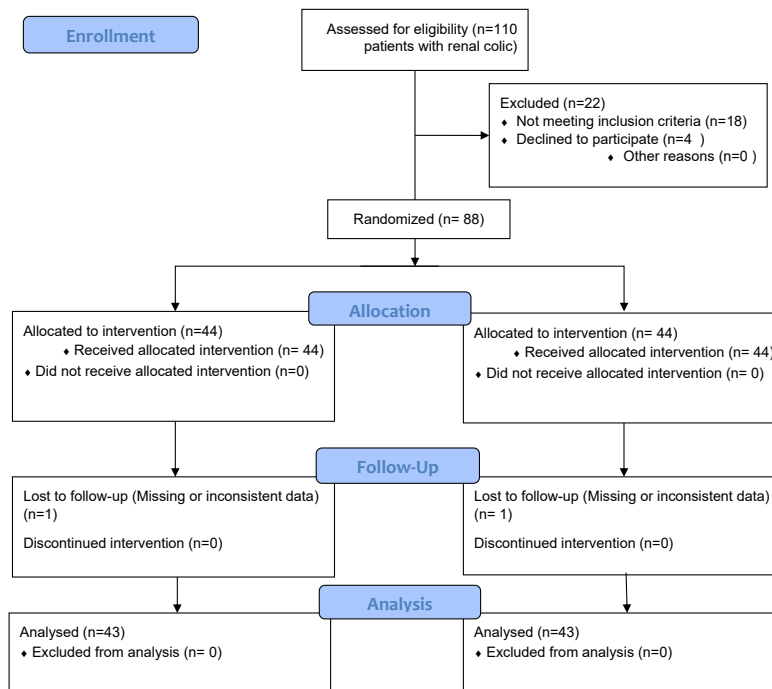 Enrollment
Assessed for eligibility (n=110
patients with renal colic)
Excluded (n=22)
♦ Not meeting inclusion criteria (n=18)
♦ Declined to participate (n=4 )
♦ Other reasons (n=0 )
Randomized (n= 88)
Allocation
Allocated to intervention (n=44)
♦ Received allocated intervention (n= 44)
♦ Did not receive allocated intervention (n=0)
Allocated to intervention (n= 44)
♦ Received allocated intervention (n= 44)
♦ Did not receive allocated intervention (n= 0)
Follow-Up
Lost to follow-up (Missing or inconsistent data)
(n=1)
Discontinued intervention (n=0)
Lost to follow-up (Missing or inconsistent data)
(n= 1)
Discontinued intervention (n=0)
Analysis
Analysed (n=43)
♦ Excluded from analysis (n= 0)
Analysed (n=43)
♦ Excluded from analysis (n=0)